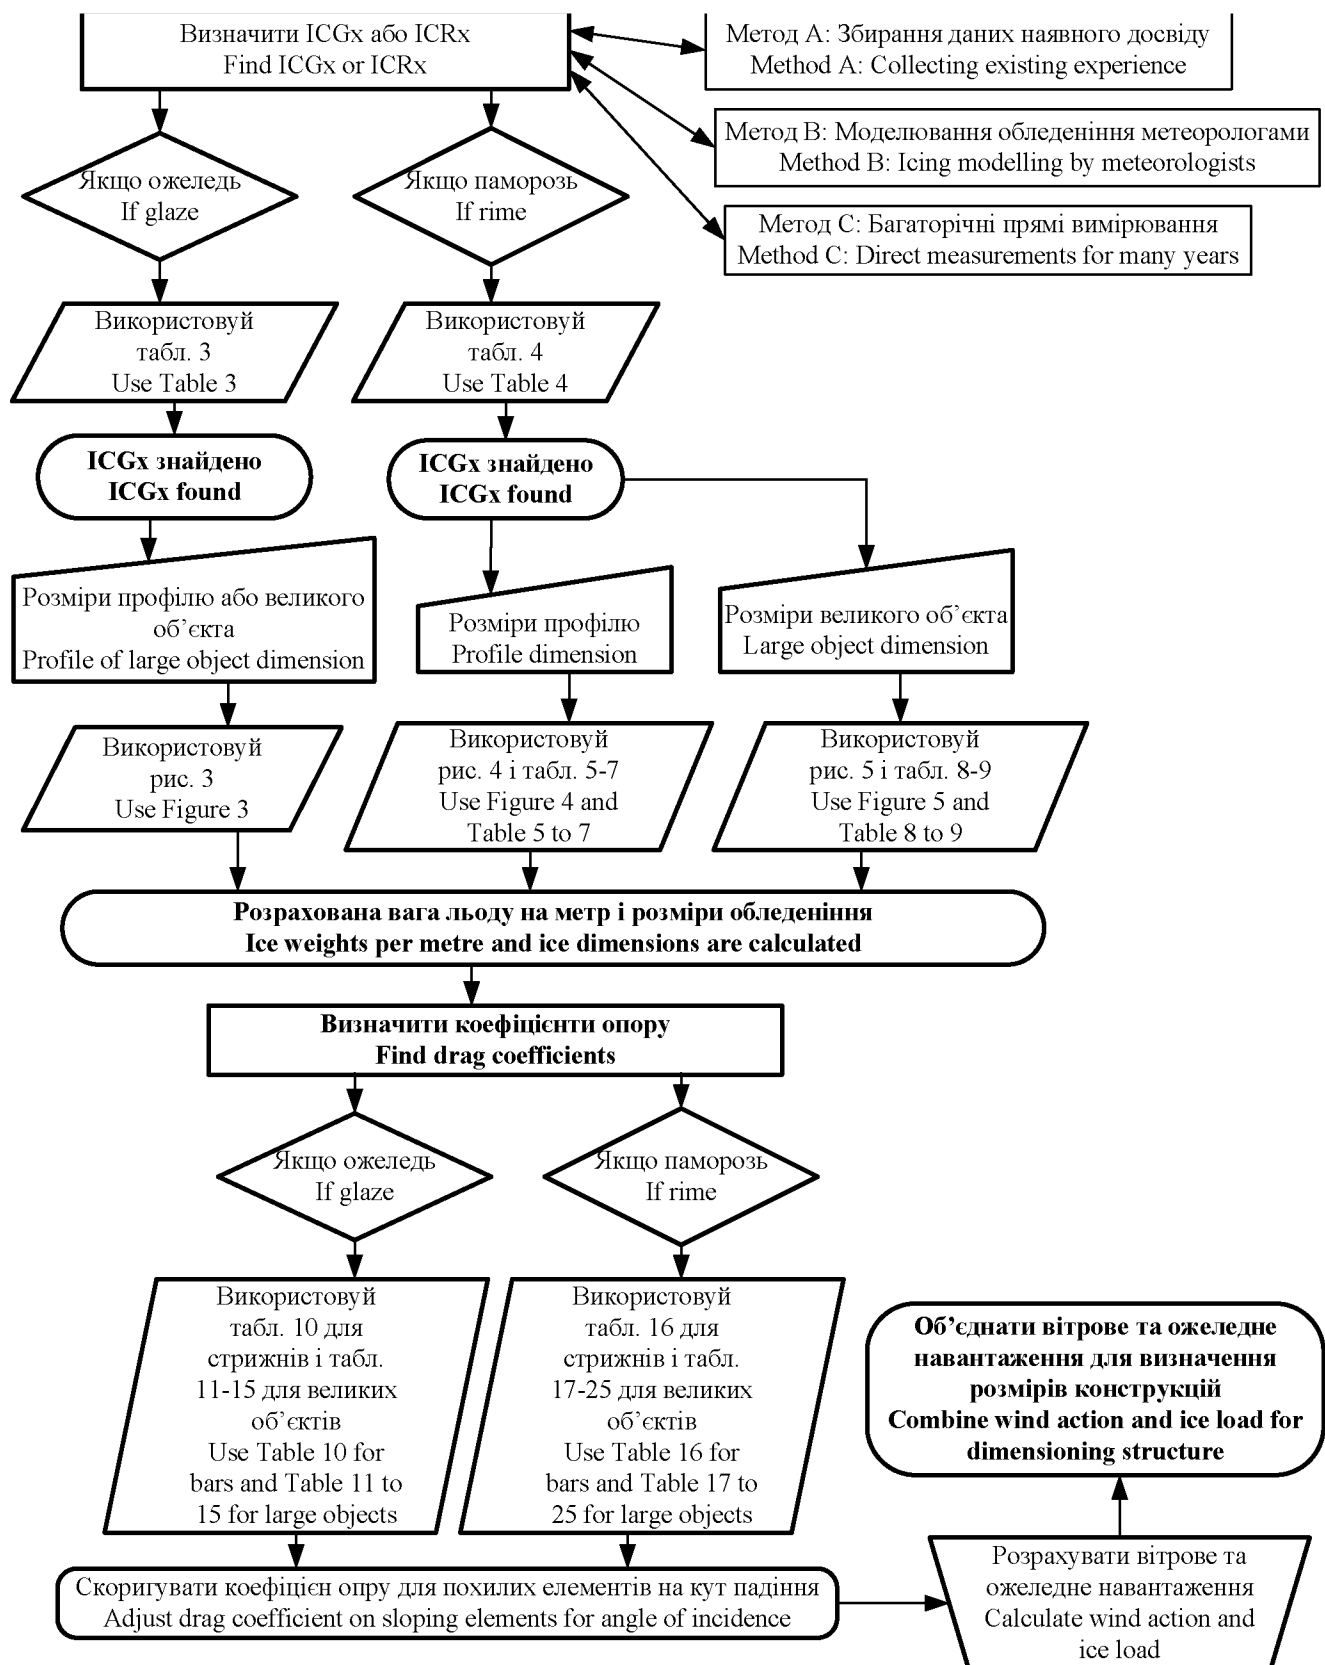 Визначити ICGx або ICRx
Find ICGx or ICRx
Метод А: Збирання даних наявного досвіду
Method A: Collecting existing experience
Метод В: Моделювання обледеніння метеорологами
Method B: Icing modelling by meteorologists
Метод С: Багаторічні прямі вимірювання
Method C: Direct measurements for many years
Якщо ожеледь
If glaze
Якщо паморозь
If rime
Використовуй
табл. 3
Use Table 3
Використовуй
табл. 4
Use Table 4
ICGx знайдено
ICGx found
ICGx знайдено
ICGx found
Розміри профілю або великого
об’єкта
Profile of large object dimension
Розміри профілю
Profile dimension
Розміри великого об’єкта
Large object dimension
Використовуй
рис. 3
Use Figure 3
Використовуй
рис. 4 і табл. 5-7
Use Figure 4 and
Table 5 to 7
Використовуй
рис. 5 і табл. 8-9
Use Figure 5 and
Table 8 to 9
Розрахована вага льоду на метр і розміри обледеніння
Ice weights per metre and ice dimensions are calculated
Визначити коефіцієнти опору
Find drag coefficients
Якщо ожеледь
If glaze
Якщо паморозь
If rime
Використовуй
табл. 10 для
стрижнів і табл.
11-15 для великих
об’єктів
Use Table 10 for
bars and Table 11 to
15 for large objects
Використовуй
табл. 16 для
стрижнів і табл.
17-25 для великих
об’єктів
Use Table 16 for
bars and Table 17 to
25 for large objects
Об’єднати вітрове та ожеледне
навантаження для визначення
розмірів конструкцій
Combine wind action and ice load for
dimensioning structure
Скоригувати коефіцієн опру для похилих елементів на кут падіння
Adjust drag coefficient on sloping elements for angle of incidence
Розрахувати вітрове та
ожеледне навантаження
Calculate wind action and
ice load